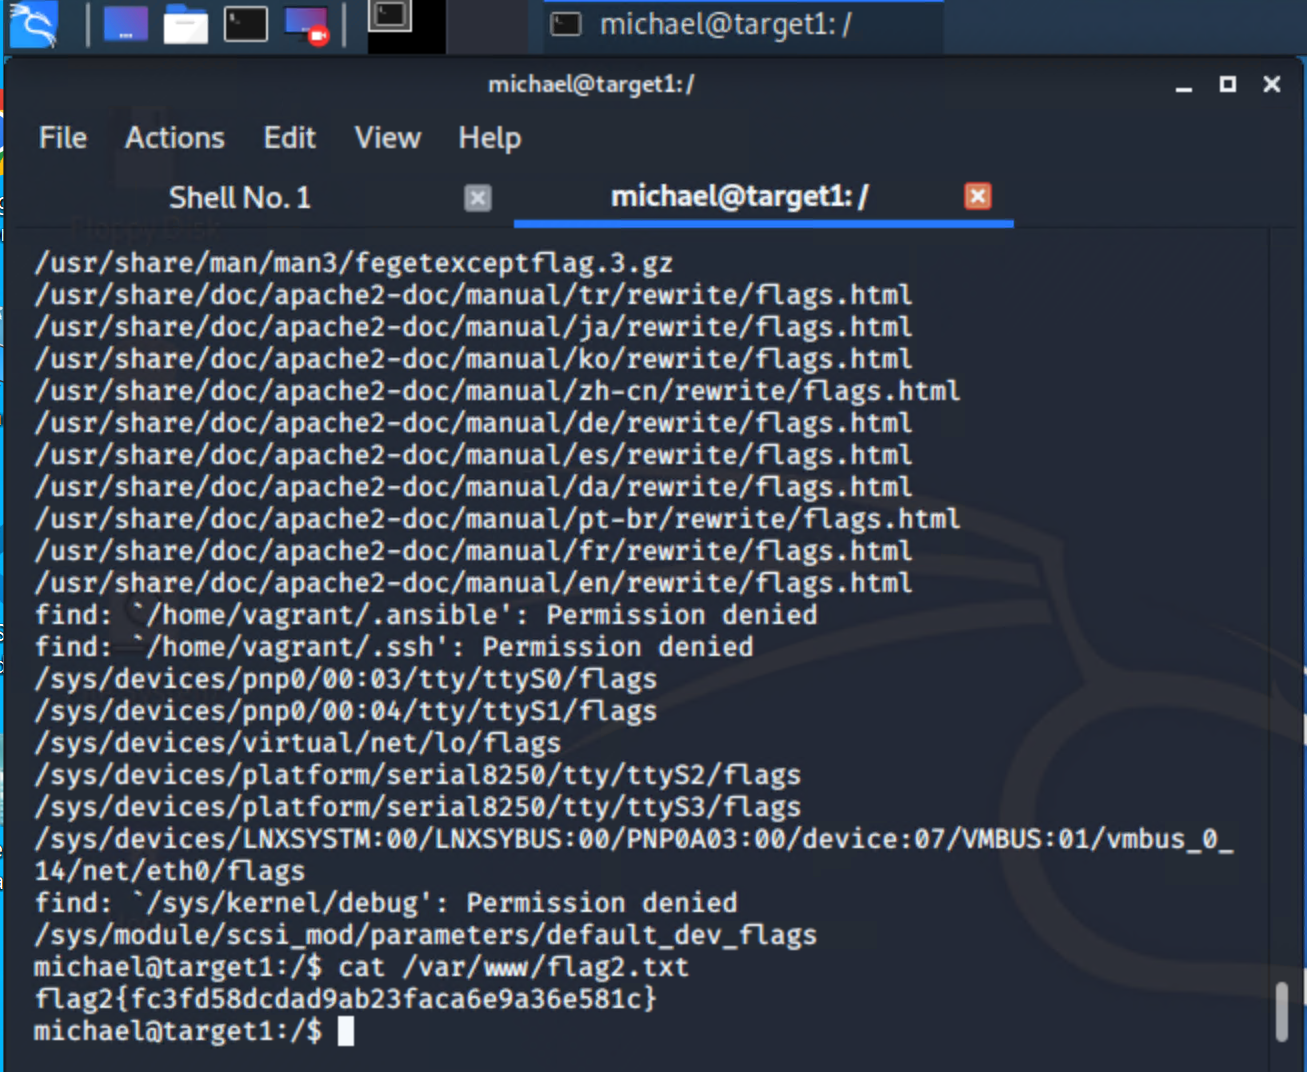 michael@target1: /
michael@target1: /
File Actions Edit View Help
Shell No. 1
michael@target1: /
/usr/share/man/man3/fegetexceptflag.3.gz
/usr/share/doc/apache2-doc/manual/tr/rewrite/flags.html
/usr/share/doc/apache2-doc/manual/ja/rewrite/flags.html
/usr/share/doc/apache2-doc/manual/ko/rewrite/flags.html
/usr/share/doc/apache2-doc/manual/zh-cn/rewrite/flags.html
/usr/share/doc/apache2-doc/manual/de/rewrite/flags.html
/usr/share/doc/apache2-doc/manual/es/rewrite/flags.html
/usr/share/doc/apache2-doc/manual/da/rewrite/flags.html
/usr/share/doc/apache2-doc/manual/pt-br/rewrite/flags.html
/usr/share/doc/apache2-doc/manual/fr/rewrite/flags.html
/usr/share/doc/apache2-doc/manual/en/rewrite/flags.html
find: `/home/vagrant/.ansible': Permission denied
find: `/home/vagrant/.ssh': Permission denied
/sys/devices/pnp0/00:03/tty/ttyS0/flags
/sys/devices/pnp0/00:04/tty/ttyS1/flags
/sys/devices/virtual/net/lo/flags
/sys/devices/platform/serial8250/tty/ttyS2/flags
/sys/devices/platform/serial8250/tty/ttyS3/flags
/sys/devices/LNXSYSTM:00/LNXSYBUS:00/PNP0A03:00/device:07/VMBUS:01/vmbus_0_
14/net/eth0/flags
find: `/sys/kernel/debug': Permission denied
/sys/module/scsi_mod/parameters/default_dev_flags
michael@target1:/$ cat /var/www/flag2.txt
flag2{fc3fd58dcdad9ab23faca6e9a36e581c}
michael@target1:/$